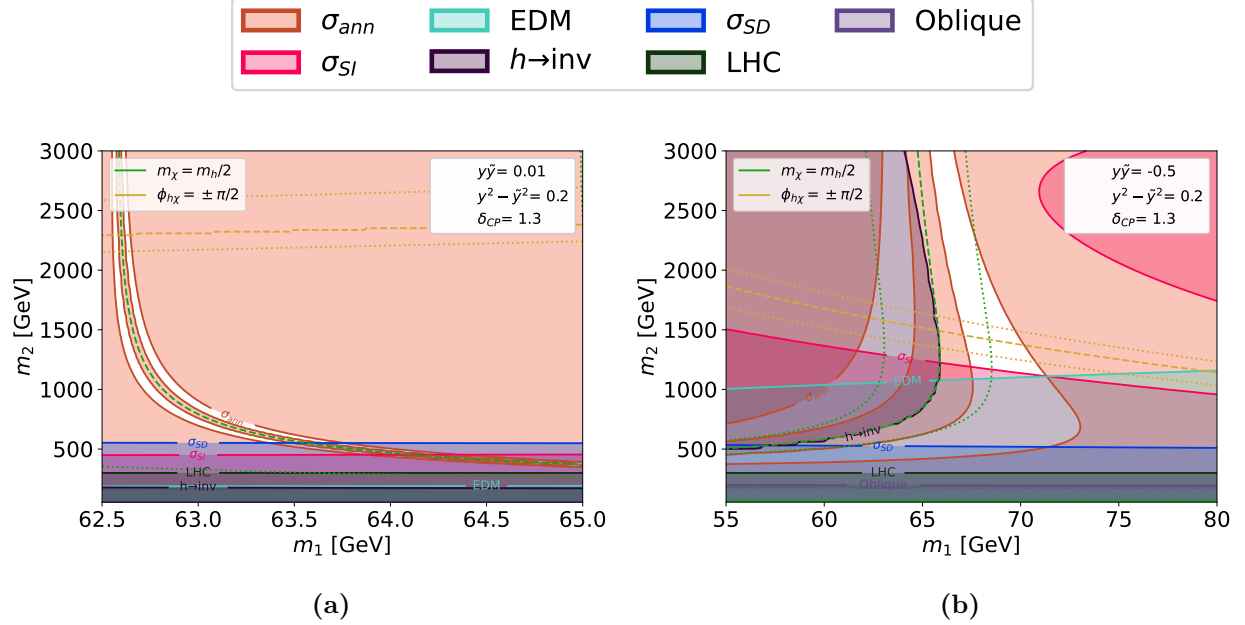 σ_ann EDM σ_SD Oblique
σ_SI h→inv LHC
m_χ = m_h/2
ϕ_hχ = ± π/2
yỹ= 0.01
y² − ỹ² = 0.2
δ_CP= 1.3
3000
2500
2000
1500
1000
500
m₂ [GeV]
σ_ann
σ_SD
σ_SI
LHC
h→inv
EDM
62.5 63.0 63.5 64.0 64.5 65.0
m₁ [GeV]
(a)
m_χ = m_h/2
ϕ_hχ = ± π/2
yỹ= -0.5
y² − ỹ² = 0.2
δ_CP= 1.3
3000
2500
2000
1500
1000
500
m₂ [GeV]
σ_SI
EDM
σ_ann
h→inv
σ_SD
LHC
Oblique
55 60 65 70 75 80
m₁ [GeV]
(b)